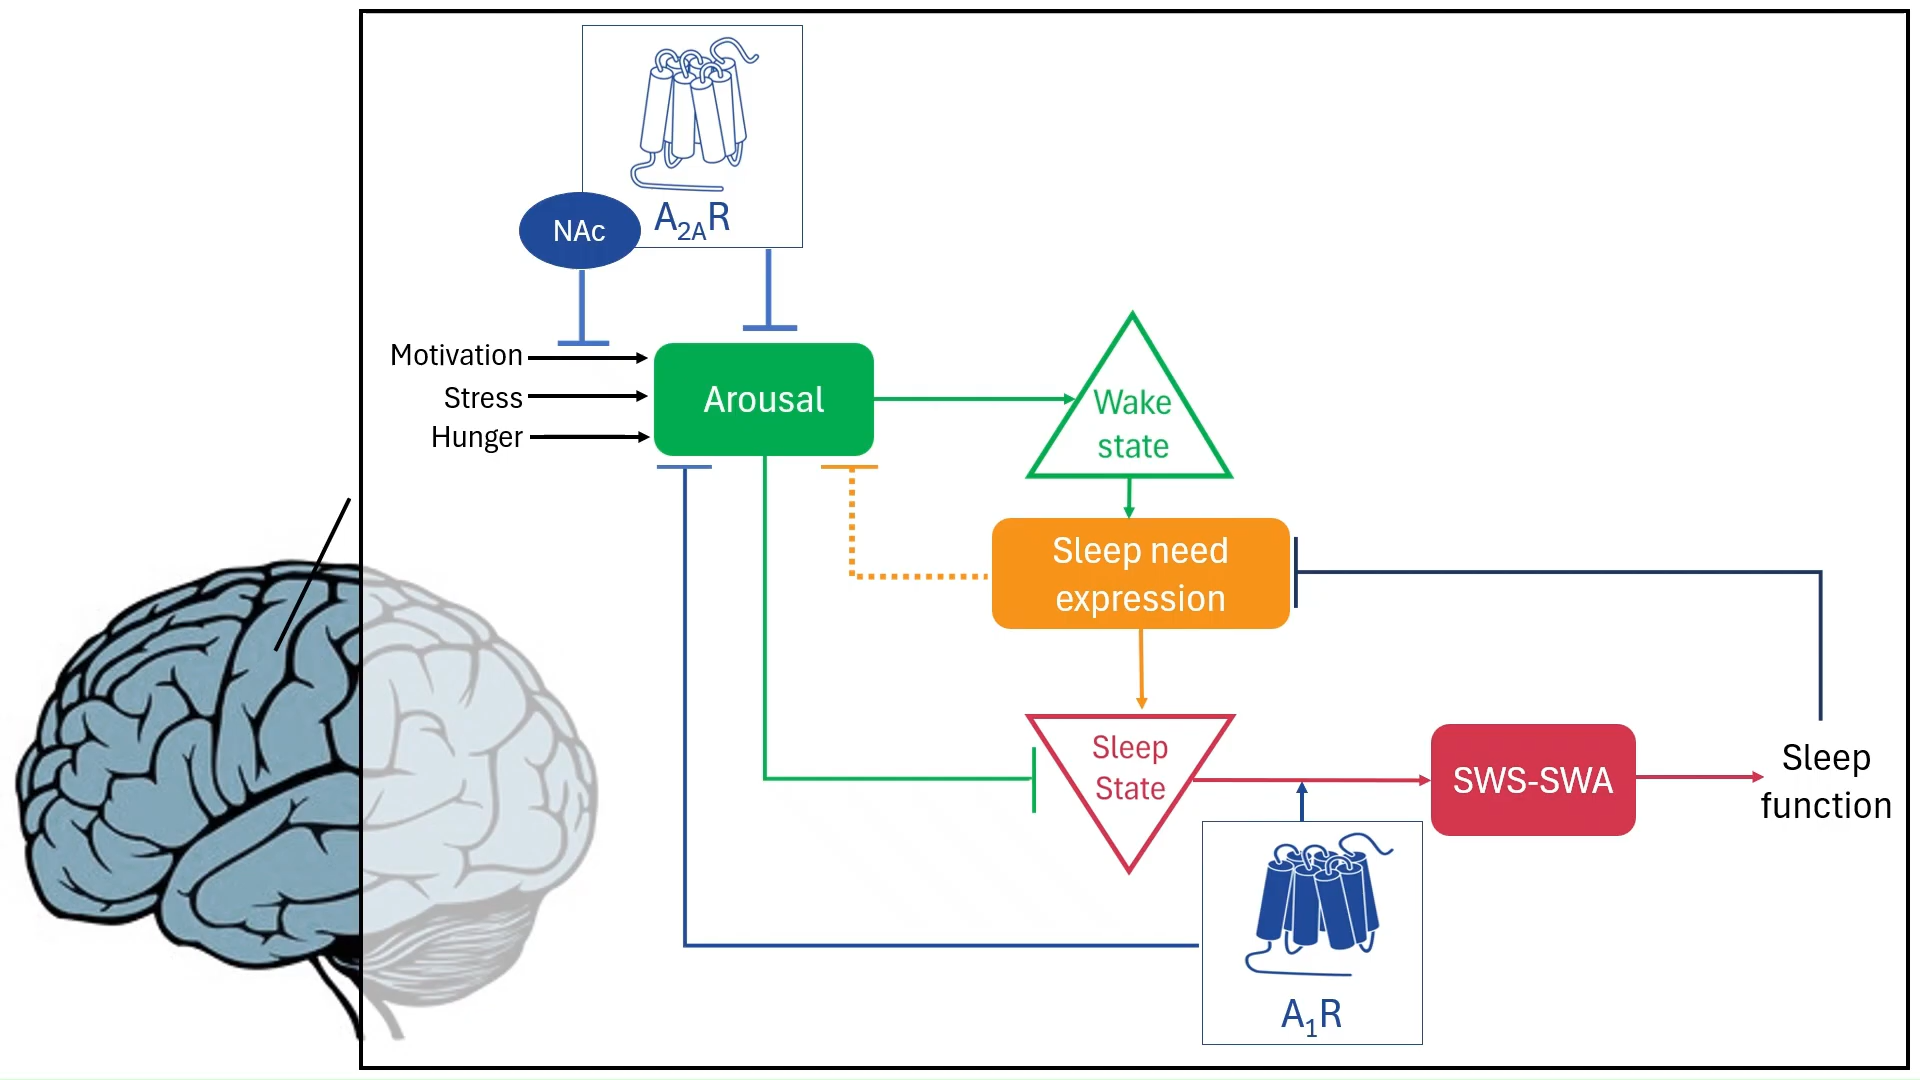 A₂ₐR
NAc
Motivation
Stress
Hunger
Arousal
Wake
state
Sleep need
expression
Sleep
State
SWS-SWA
Sleep
function
A₁R